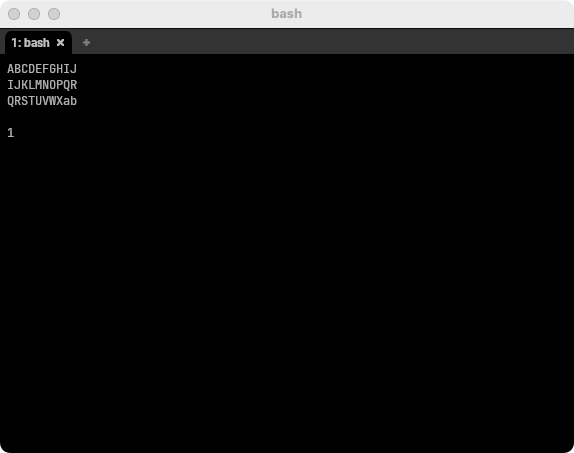 bash
1: bash ×
+
ABCDEFGHIJ
IJKLMNOPQR
QRSTUVWXab
1